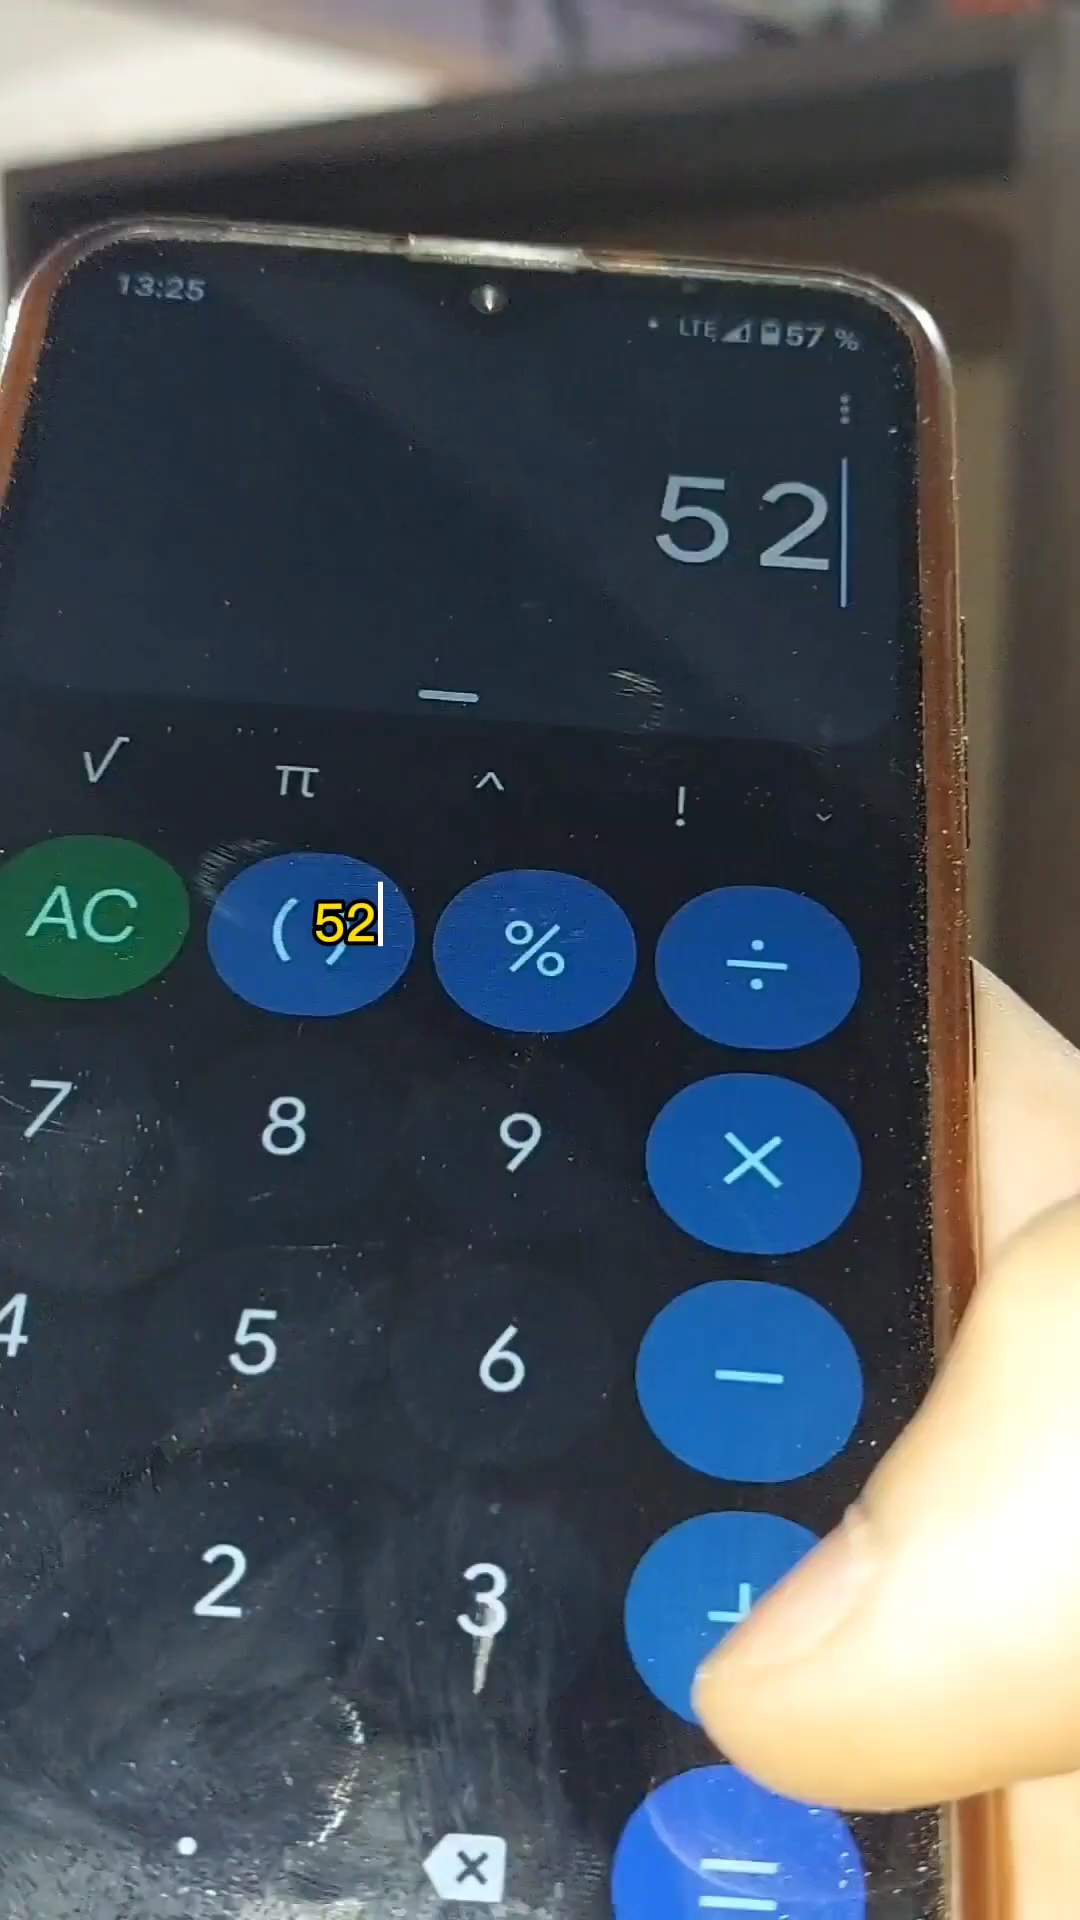 13:25
LTE 57 %
52
√ π ^ !
AC ( ) % ÷
52
7 8 9 ×
4 5 6 −
2 3 +
. =